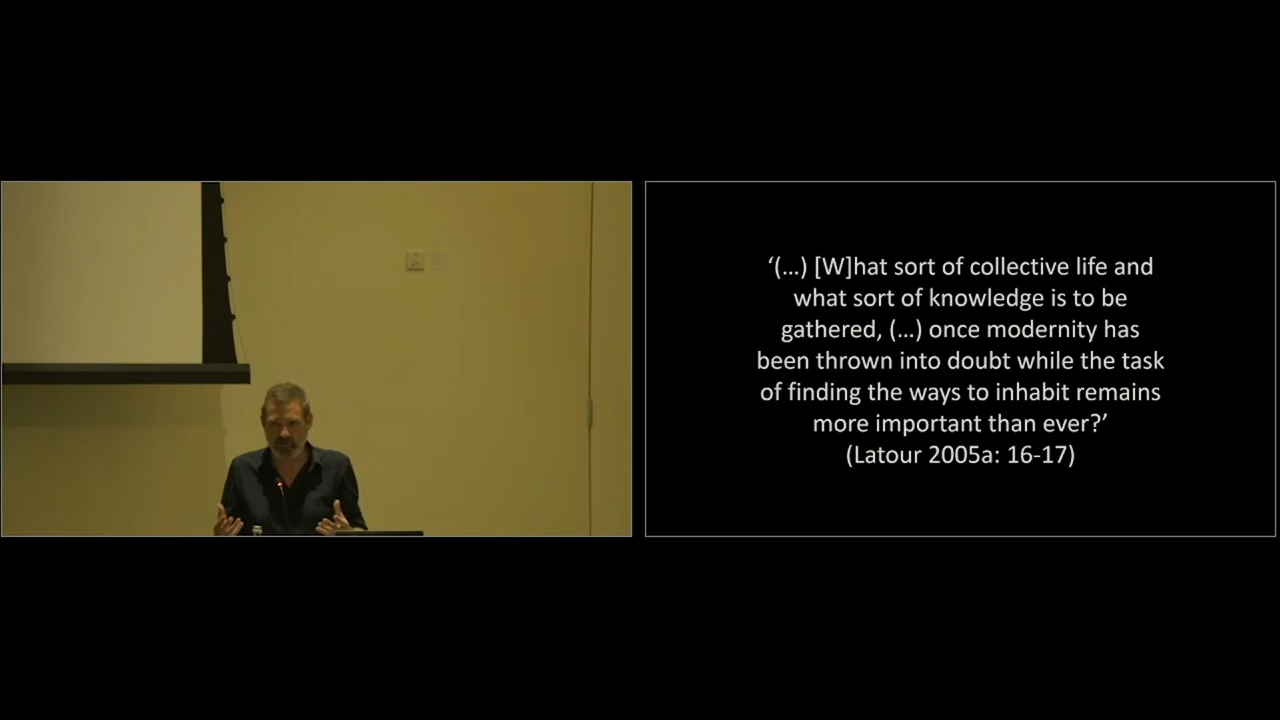 ‘(...) [W]hat sort of collective life and
what sort of knowledge is to be
gathered, (...) once modernity has
been thrown into doubt while the task
of finding the ways to inhabit remains
more important than ever?’
(Latour 2005a: 16-17)